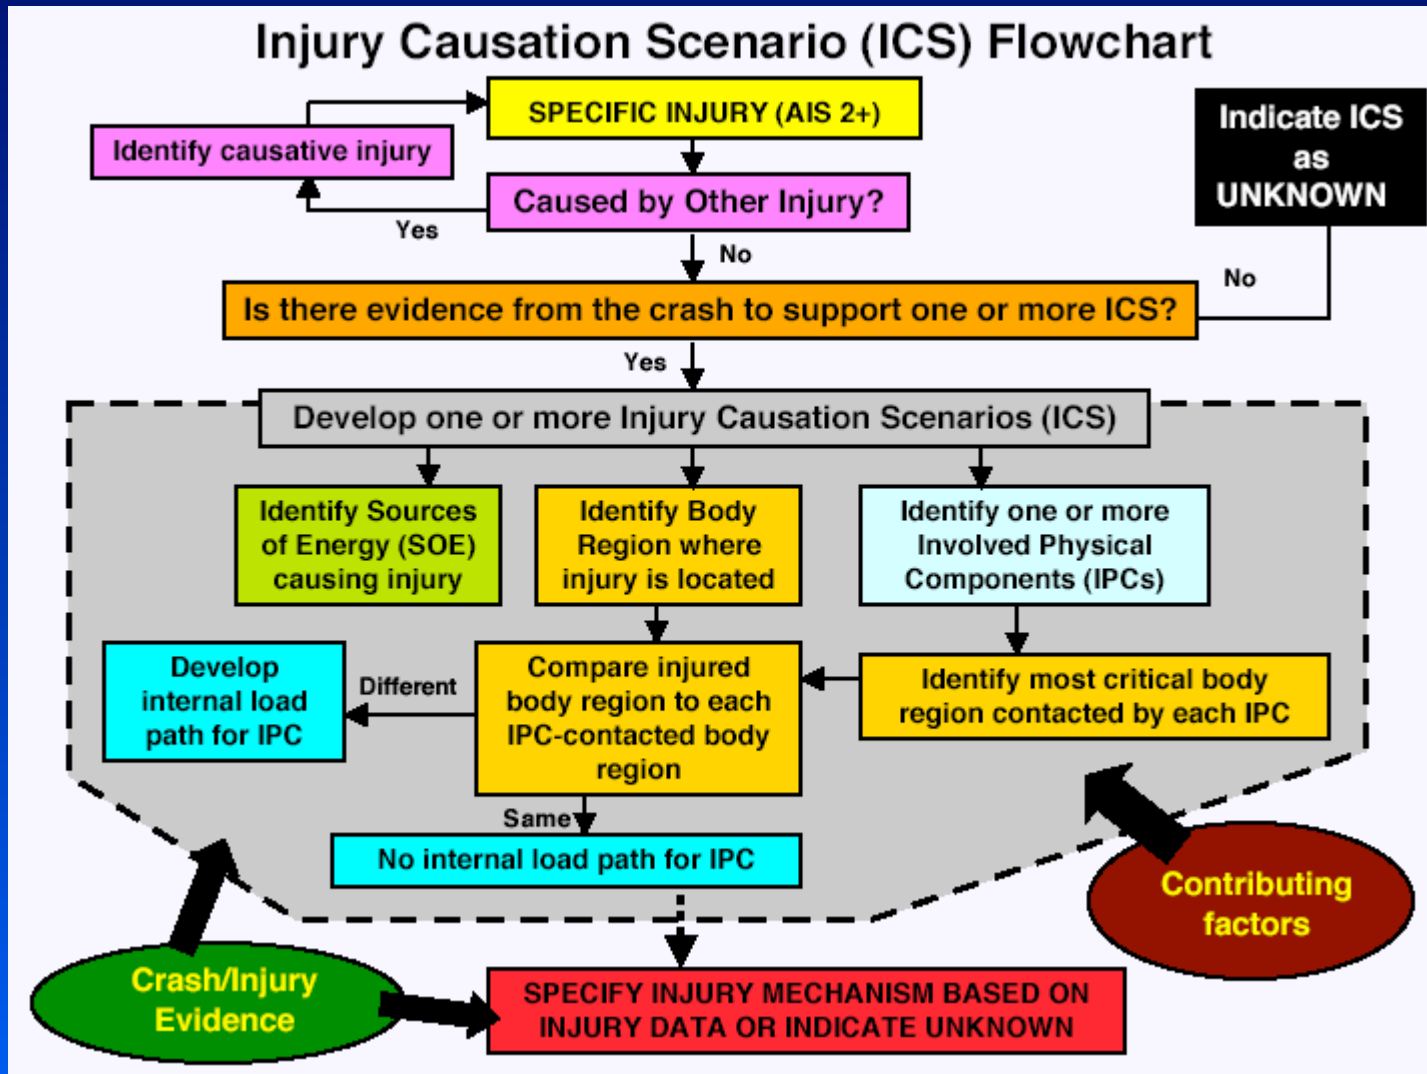 Injury Causation Scenario (ICS) Flowchart
SPECIFIC INJURY (AIS 2+)
Identify causative injury
Caused by Other Injury?
Yes
No
Indicate ICS
as
UNKNOWN
No
Is there evidence from the crash to support one or more ICS?
Yes
Develop one or more Injury Causation Scenarios (ICS)
Identify Sources
of Energy (SOE)
causing injury
Identify Body
Region where
injury is located
Identify one or more
Involved Physical
Components (IPCs)
Develop
internal load
path for IPC
Different
Compare injured
body region to each
IPC-contacted body
region
Identify most critical body
region contacted by each IPC
Same
No internal load path for IPC
Contributing
factors
Crash/Injury
Evidence
SPECIFY INJURY MECHANISM BASED ON
INJURY DATA OR INDICATE UNKNOWN